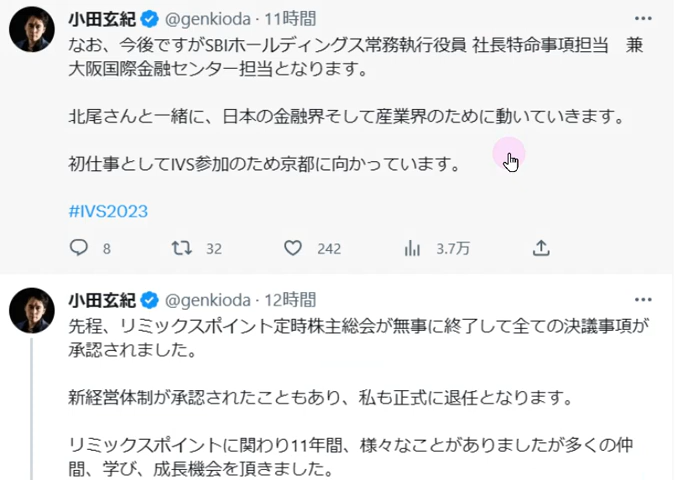 小田玄紀 @genkioda · 11時間
なお、今後ですがSBIホールディングス常務執行役員 社長特命事項担当　兼
大阪国際金融センター担当となります。
北尾さんと一緒に、日本の金融界そして産業界のために動いていきます。
初仕事としてIVS参加のため京都に向かっています。
#IVS2023
8 32 242 3.7万
小田玄紀 @genkioda · 12時間
先程、リミックスポイント定時株主総会が無事に終了して全ての決議事項が
承認されました。
新経営体制が承認されたこともあり、私も正式に退任となります。
リミックスポイントに関わり11年間、様々なことがありましたが多くの仲
間、学び、成長機会を頂きました。